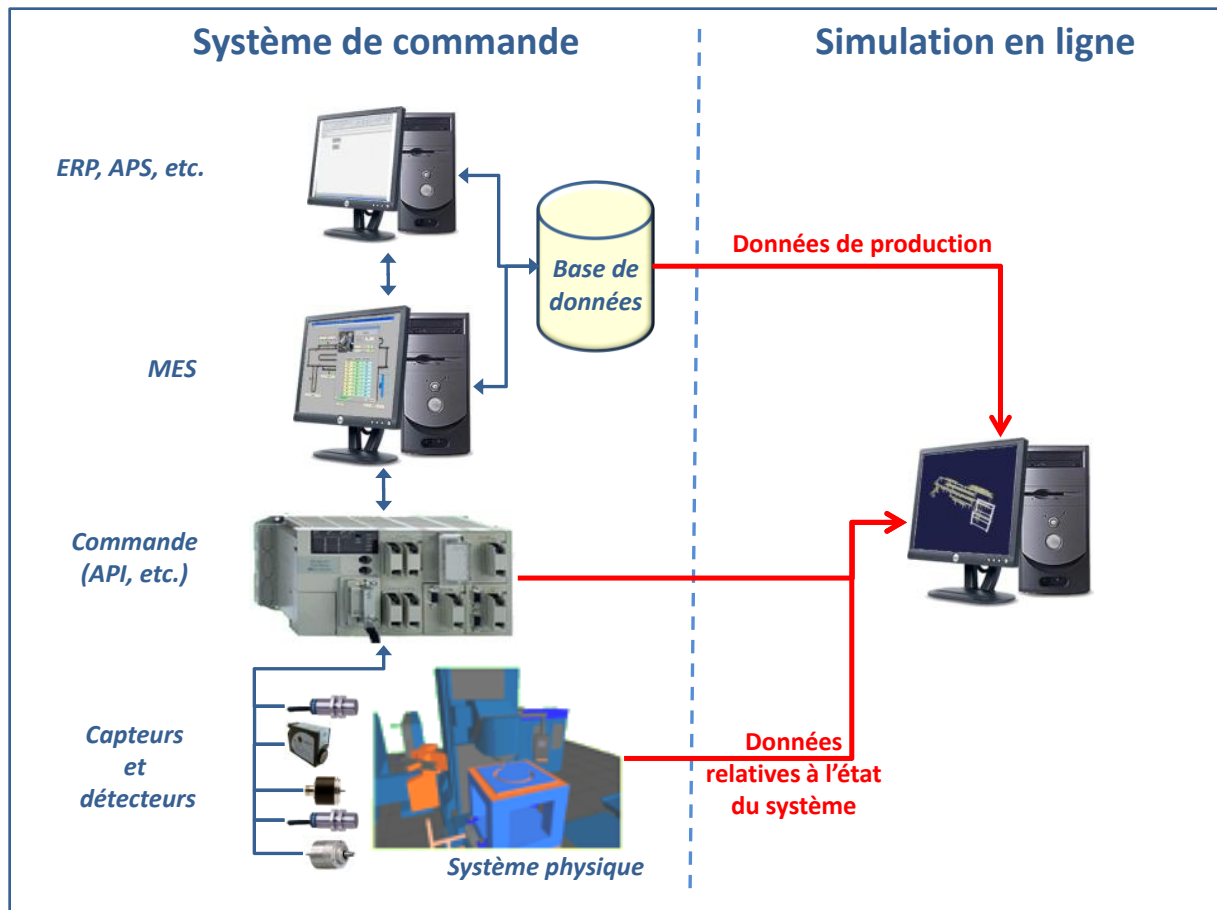 Système de commande
Simulation en ligne
ERP, APS, etc.
Données de production
Base de
données
MES
Commande
(API, etc.)
Capteurs
et
détecteurs
Données
relatives à l’état
du système
Système physique